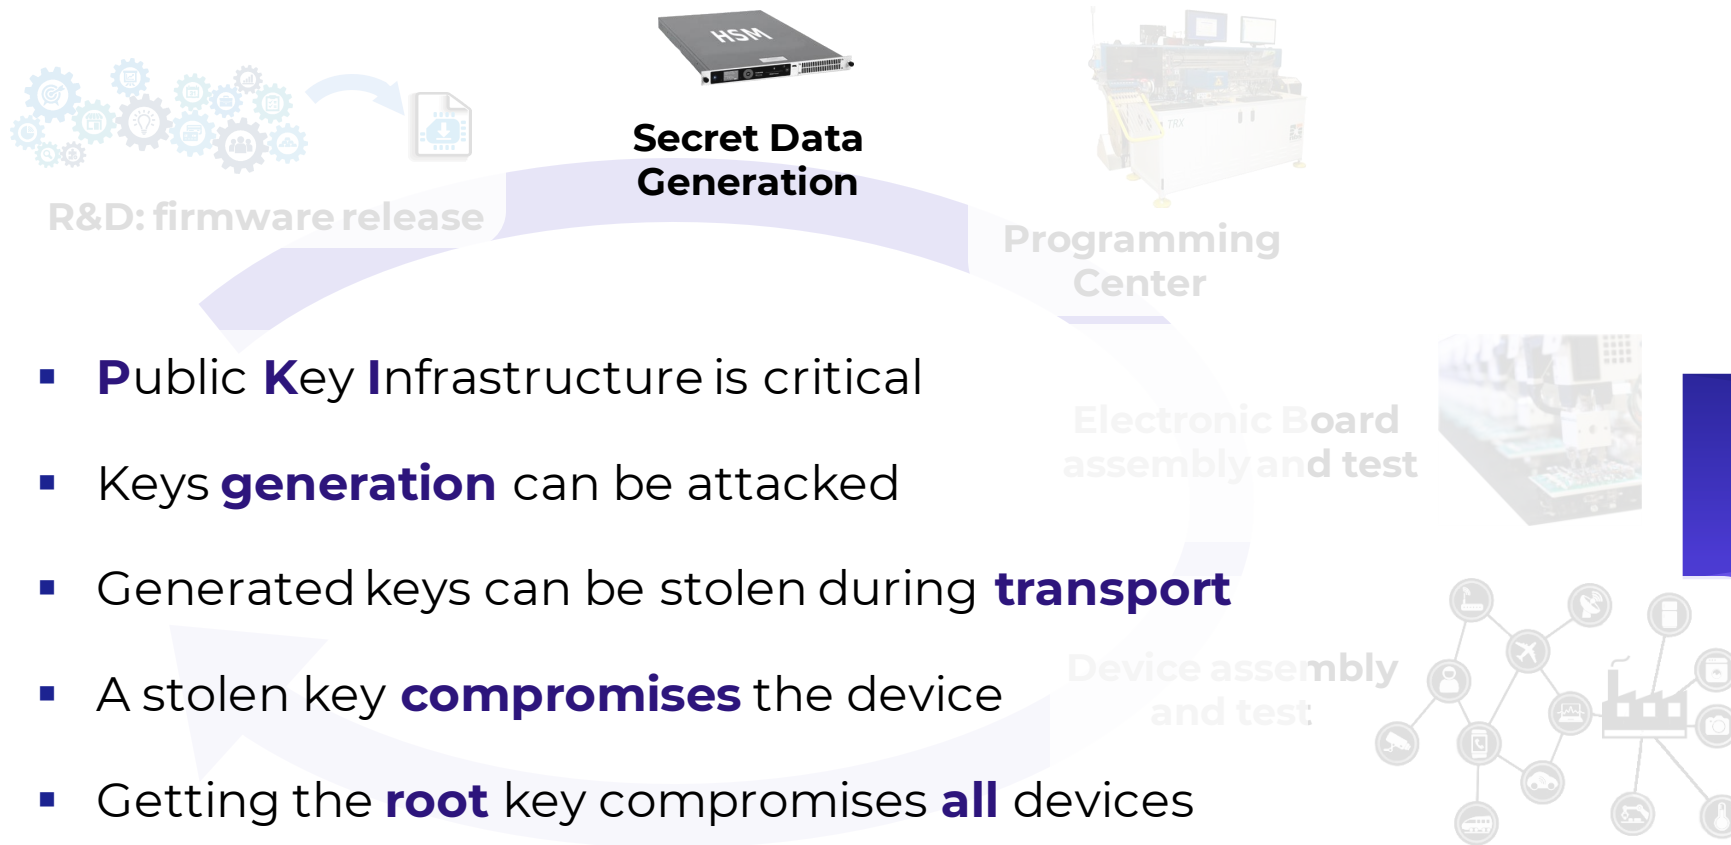 HSM
Secret Data
Generation
R&D: firmware release
TRX
Programming
Center
▪ Public Key Infrastructure is critical
Electronic Board
assembly and test
▪ Keys generation can be attacked
▪ Generated keys can be stolen during transport
Device assembly
and test
▪ A stolen key compromises the device
▪ Getting the root key compromises all devices